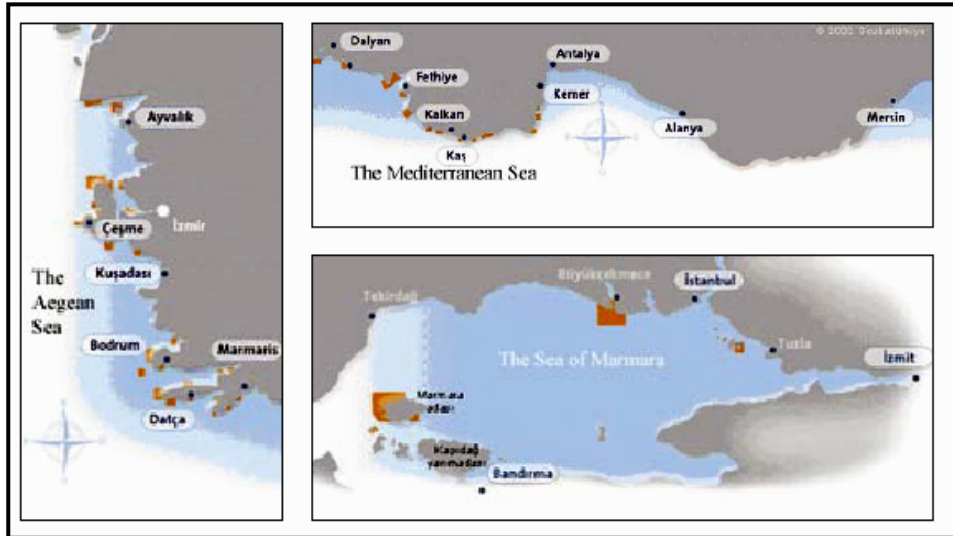 Ayvalık
Çeşme
İzmir
The
Aegean
Sea
Kuşadası
Bodrum
Marmaris
Datça
Dalyan
Fethiye
Kalkan
Kaş
Antalya
Kemer
Alanya
Mersin
The Mediterranean Sea
Tekirdağ
Büyükçekmece
İstanbul
The Sea of Marmara
Tuzla
İzmit
Marmara
adası
Kapıdağ
yarımadası
Bandırma